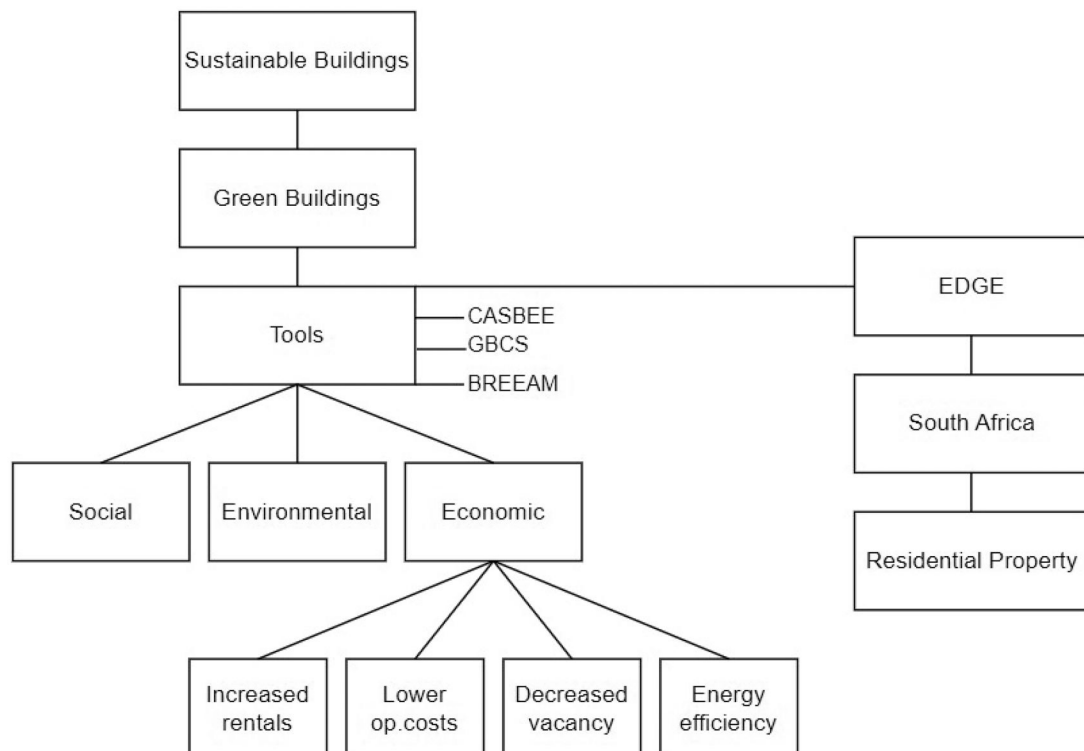 Sustainable Buildings
Green Buildings
EDGE
Tools
CASBEE
GBCS
BREEAM
South Africa
Social
Environmental
Economic
Residential Property
Increased
rentals
Lower
op.costs
Decreased
vacancy
Energy
efficiency